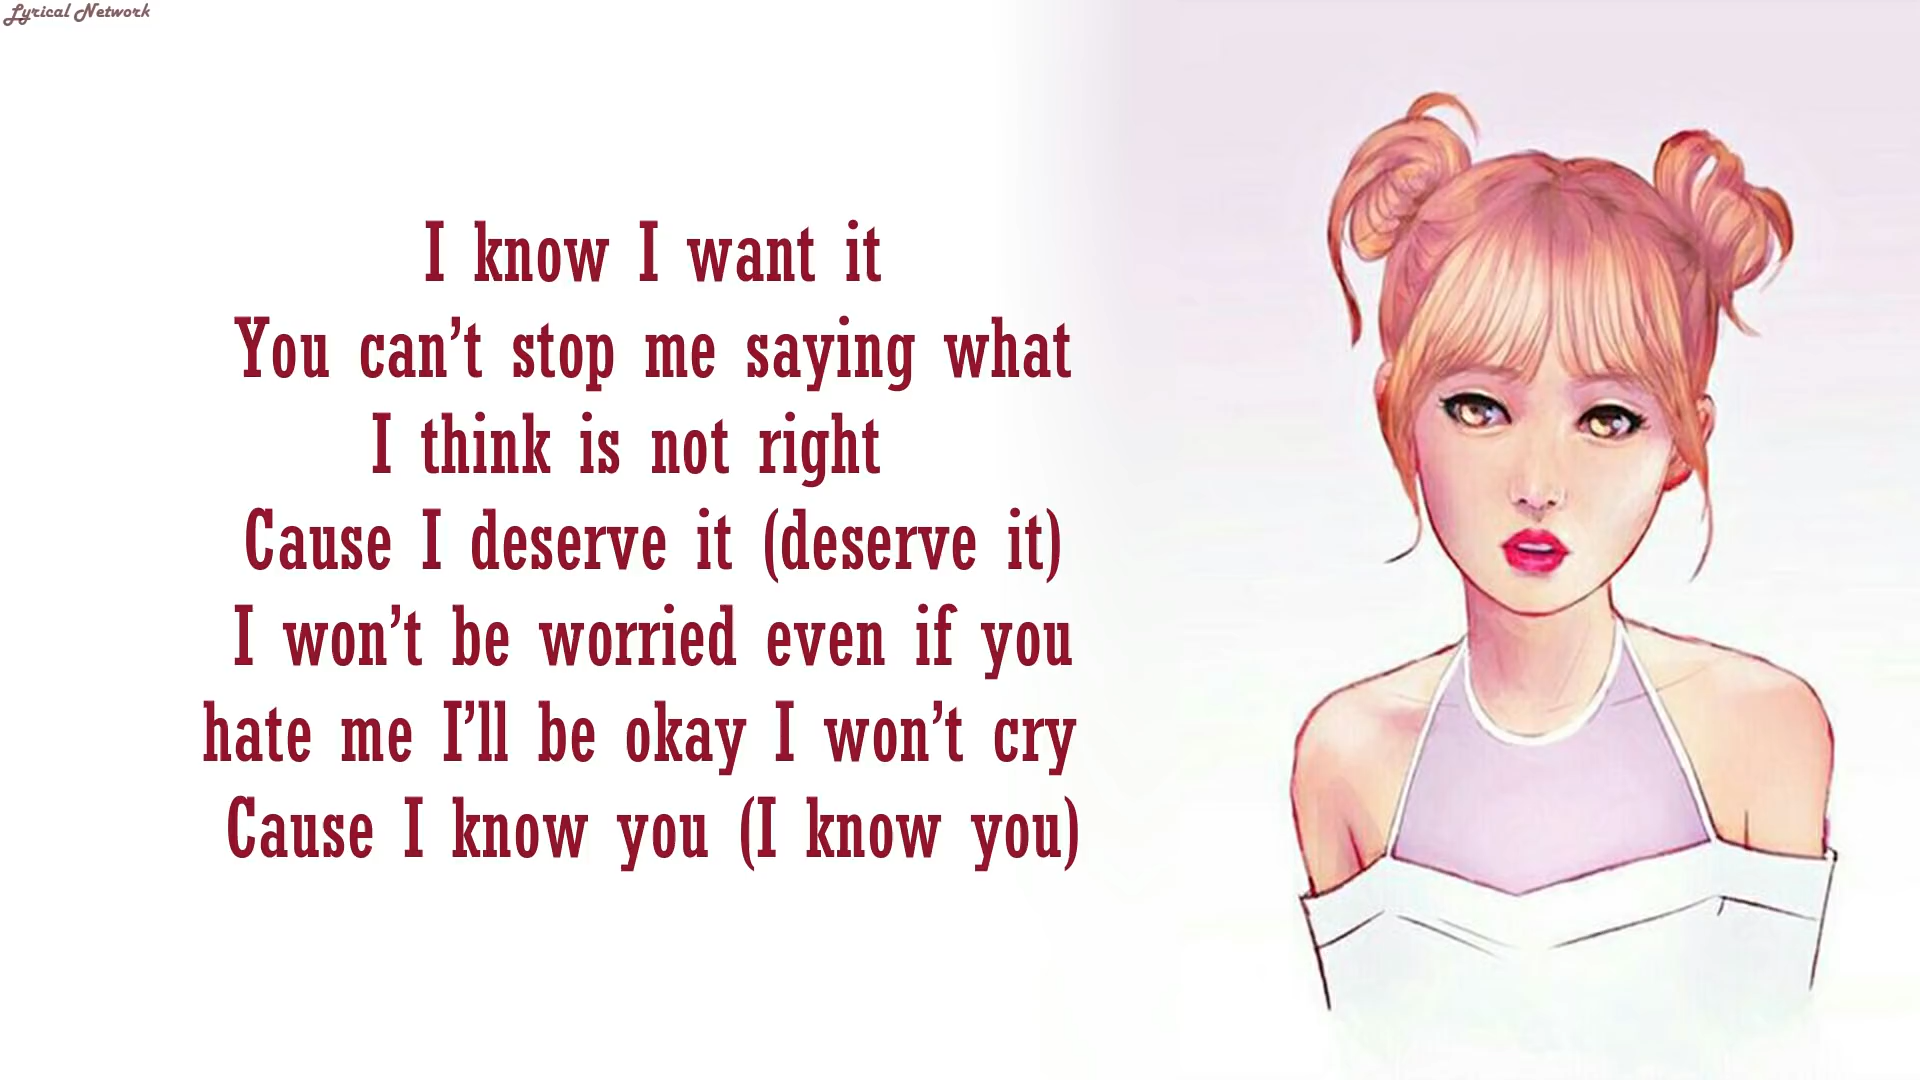 Lyrical Network
I know I want it
You can’t stop me saying what
I think is not right
Cause I deserve it (deserve it)
I won’t be worried even if you
hate me I’ll be okay I won’t cry
Cause I know you (I know you)